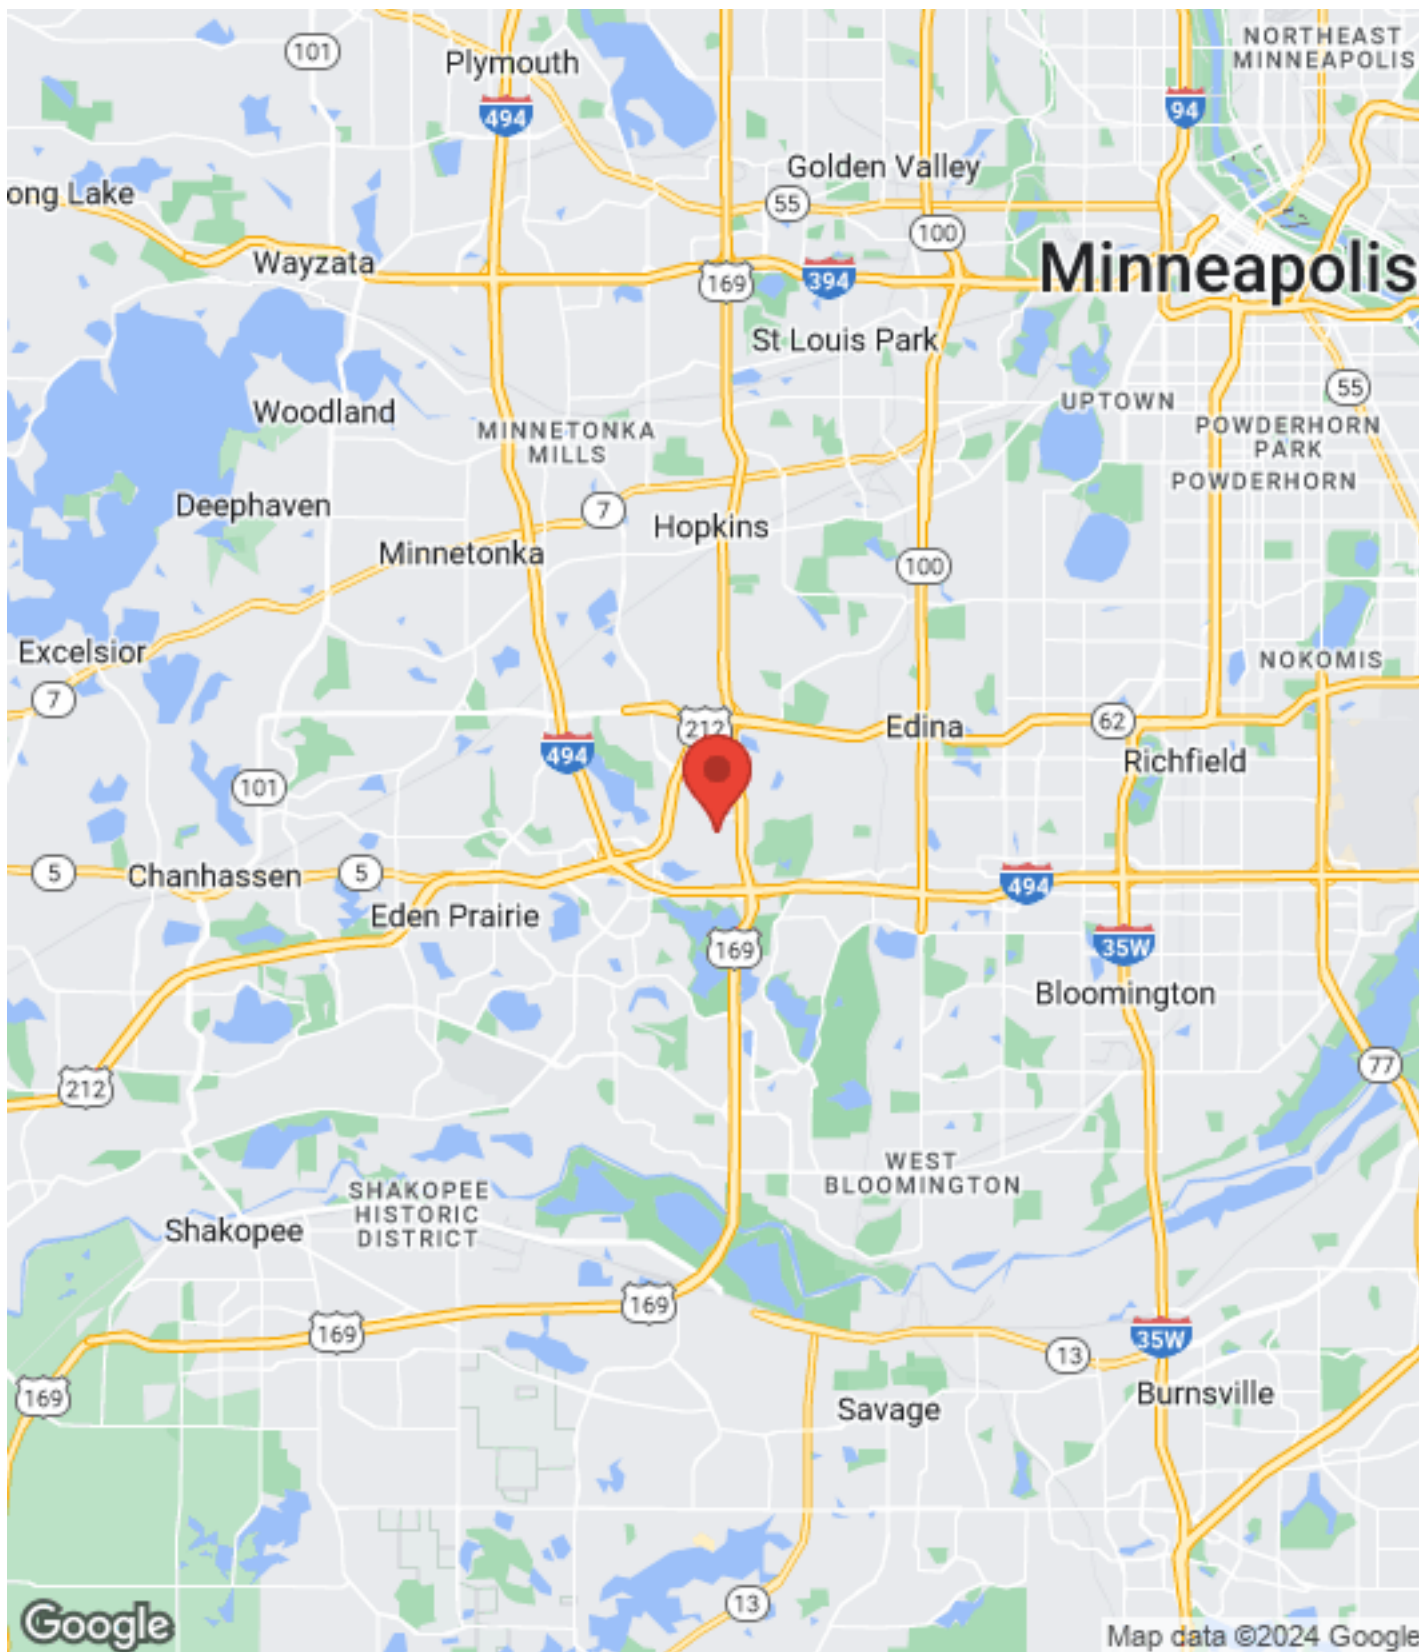 NORTHEAST
MINNEAPOLIS
101
Plymouth
494
94
Golden Valley
ong Lake
55
100
Wayzata
169
394
Minneapolis
St Louis Park
55
Woodland
UPTOWN
MINNETONKA
MILLS
POWDERHORN
PARK
POWDERHORN
Deephaven
7
Hopkins
Minnetonka
100
Excelsior
NOKOMIS
7
212
Edina
62
494
Richfield
101
5
Chanhassen
5
494
Eden Prairie
169
35W
Bloomington
212
77
WEST
BLOOMINGTON
SHAKOPEE
HISTORIC
DISTRICT
Shakopee
169
169
35W
13
169
Savage
Burnsville
13
Google
Map data ©2024 Google